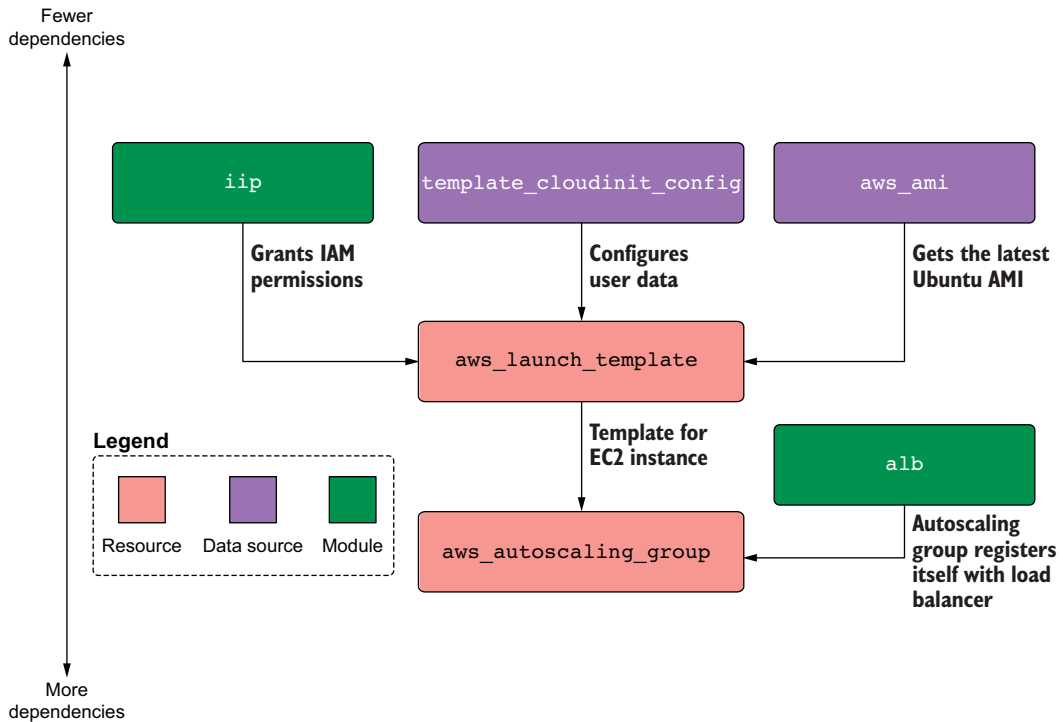 Fewer
dependencies
iip
template_cloudinit_config
aws_ami
Grants IAM
permissions
Configures
user data
Gets the latest
Ubuntu AMI
aws_launch_template
Template for
EC2 instance
Legend
Resource
Data source
Module
alb
aws_autoscaling_group
Autoscaling
group registers
itself with load
balancer
More
dependencies